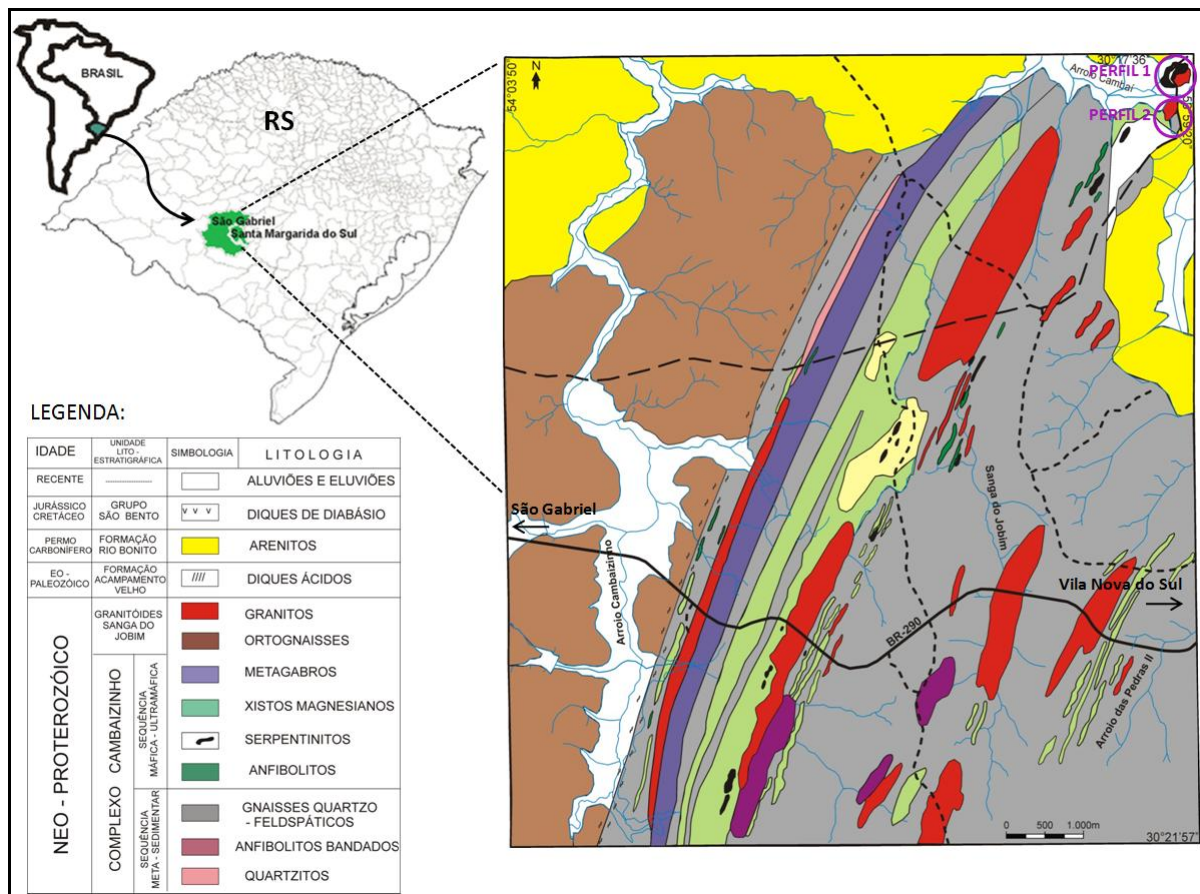 BRASIL
RS
São Gabriel
Santa Margarida do Sul
54°03'50"
N
30°17'36"
PERFIL 1
Arroio Cambaí
PERFIL 2
São Gabriel
Arroio Cambaizinho
Sanga do Jobim
BR-290
Vila Nova do Sul
Arroio das Pedras II
0 500 1.000m
30°21'57"
LEGENDA:
IDADE UNIDADE LITO - ESTRATIGRÁFICA SIMBOLOGIA LITOLOGIA
RECENTE ---------------- ALUVIÕES E ELUVIÕES
JURÁSSICO CRETÁCEO GRUPO SÃO BENTO v v v DIQUES DE DIABÁSIO
PERMO CARBONÍFERO FORMAÇÃO RIO BONITO ARENITOS
EO - PALEOZÓICO FORMAÇÃO ACAMPAMENTO VELHO //// DIQUES ÁCIDOS
NEO - PROTEROZÓICO
GRANITÓIDES SANGA DO JOBIM
GRANITOS
ORTOGNAISSES
COMPLEXO CAMBAIZINHO
SEQUÊNCIA MÁFICA - ULTRAMÁFICA
METAGABROS
XISTOS MAGNESIANOS
SERPENTINITOS
ANFIBOLITOS
SEQUÊNCIA META - SEDIMENTAR
GNAISSES QUARTZO
- FELDSPÁTICOS
ANFIBOLITOS BANDADOS
QUARTZITOS